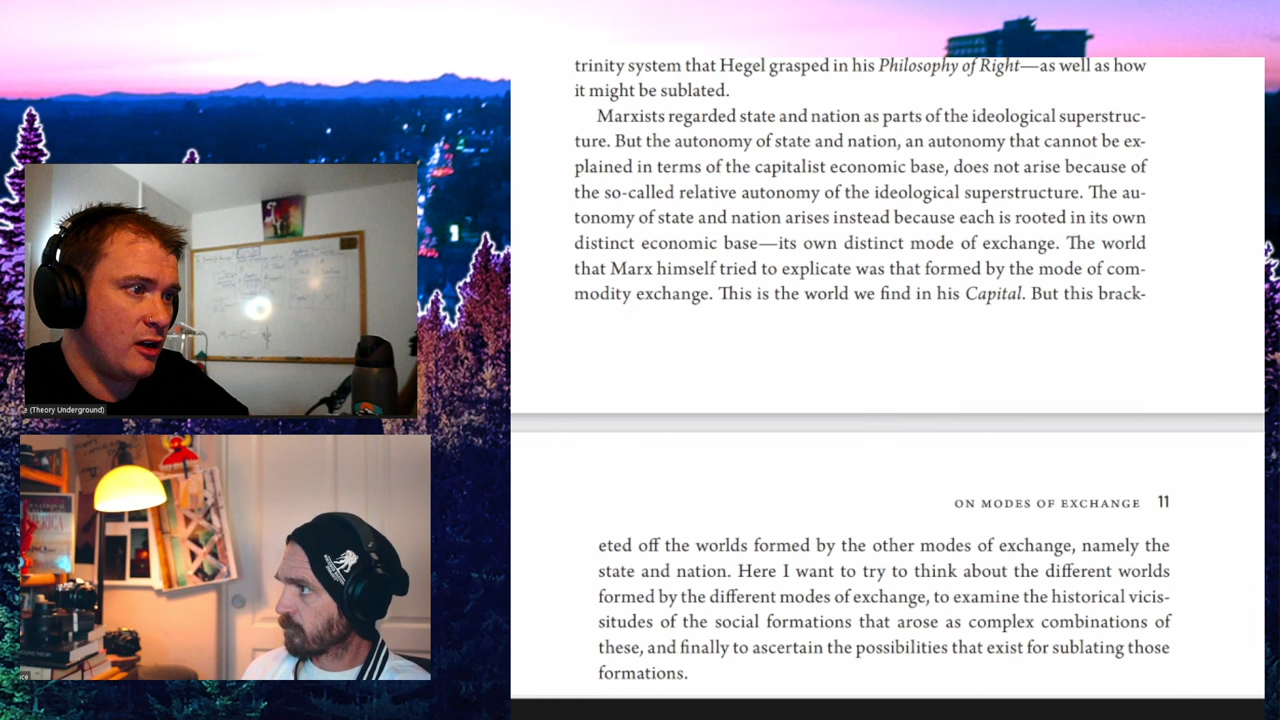 trinity system that Hegel grasped in his Philosophy of Right—as well as how
it might be sublated.
Marxists regarded state and nation as parts of the ideological superstruc-
ture. But the autonomy of state and nation, an autonomy that cannot be ex-
plained in terms of the capitalist economic base, does not arise because of
the so-called relative autonomy of the ideological superstructure. The au-
tonomy of state and nation arises instead because each is rooted in its own
distinct economic base—its own distinct mode of exchange. The world
that Marx himself tried to explicate was that formed by the mode of com-
modity exchange. This is the world we find in his Capital. But this brack-
ON MODES OF EXCHANGE 11
eted off the worlds formed by the other modes of exchange, namely the
state and nation. Here I want to try to think about the different worlds
formed by the different modes of exchange, to examine the historical vicis-
situdes of the social formations that arose as complex combinations of
these, and finally to ascertain the possibilities that exist for sublating those
formations.
e (Theory Underground)